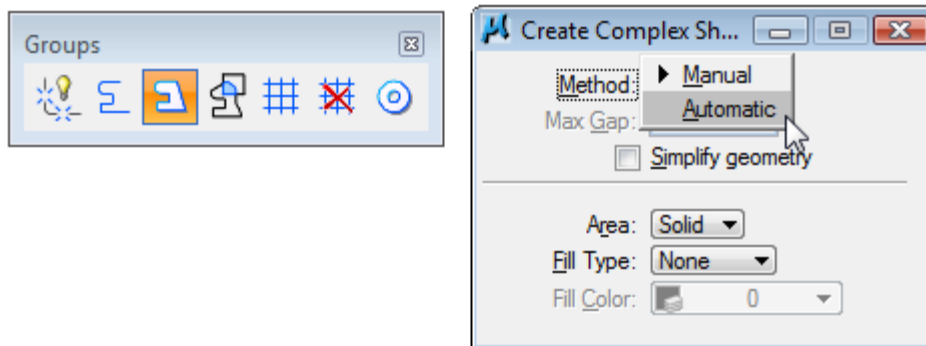 Groups
Create Complex Sh...
Method:
Manual
Automatic
Max Gap:
Simplify geometry
Area: Solid
Fill Type: None
Fill Color: 0